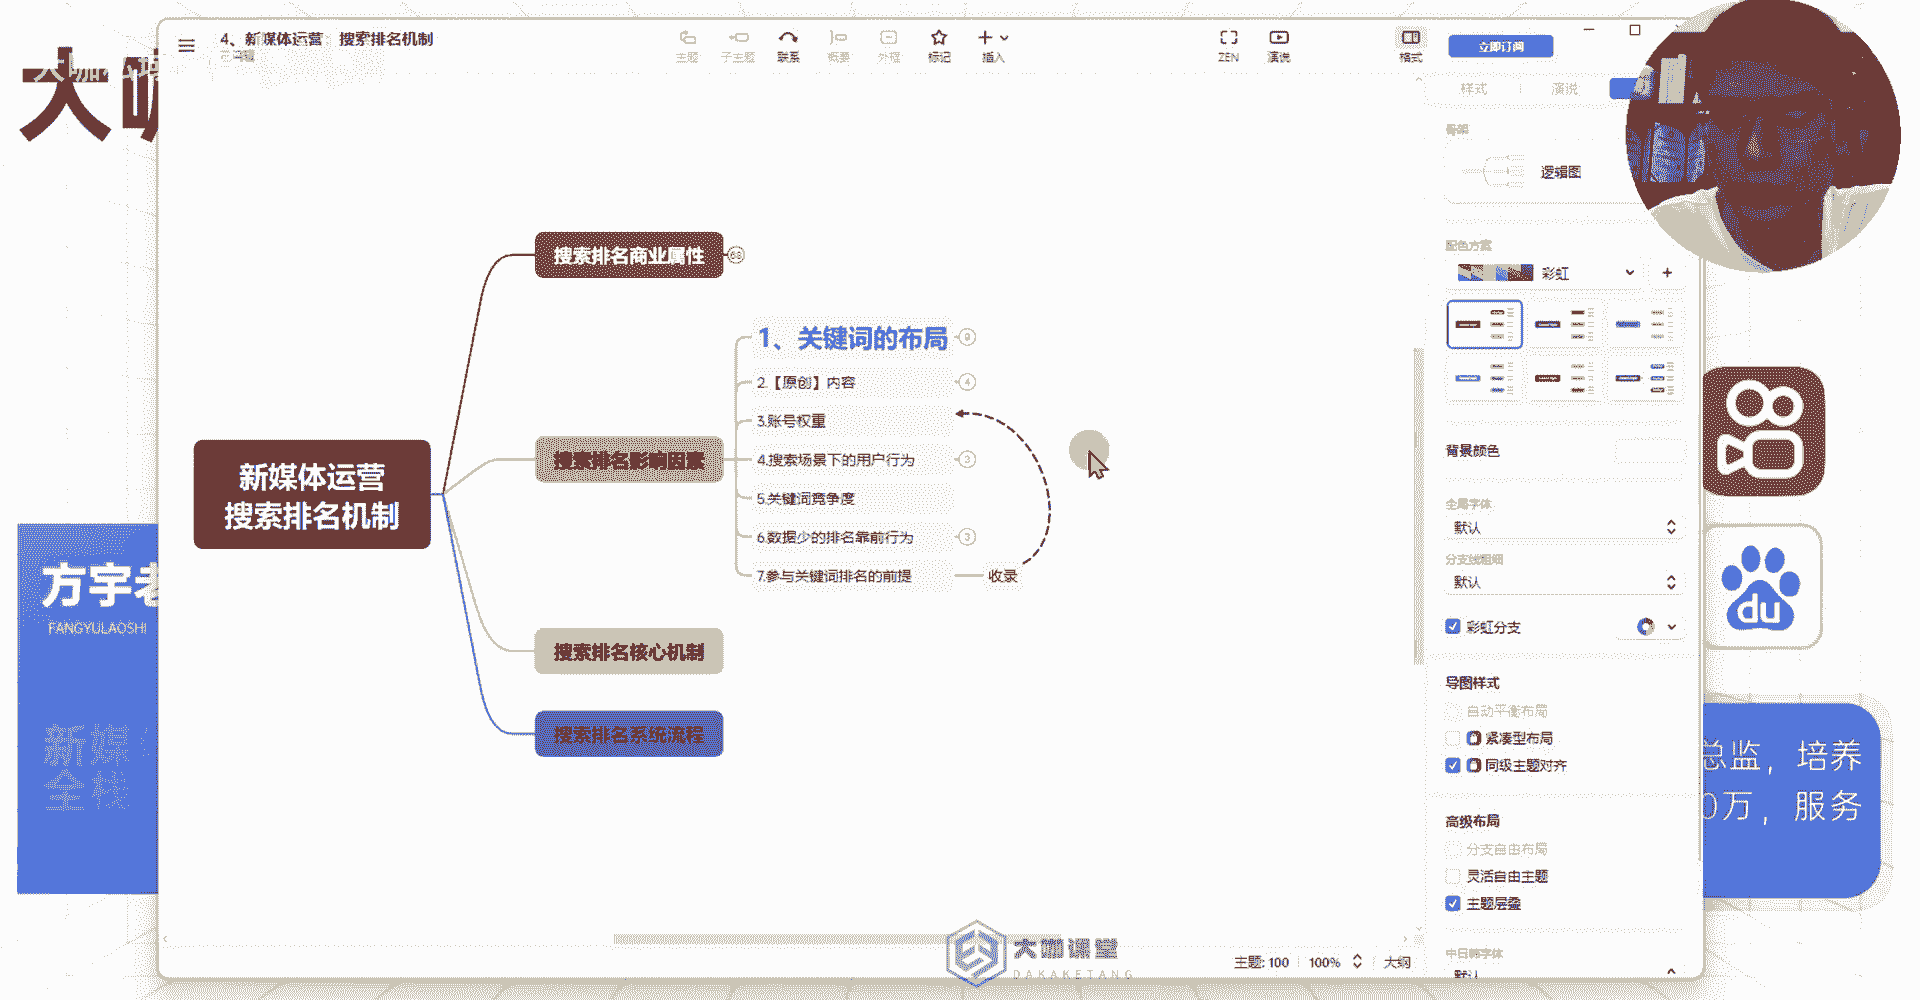 4、新媒体运营：搜索排名机制
主题
子主题
联系
概要
外框
标记
插入
ZEN
演说
格式
立即订阅
样式
演说
骨架
逻辑图
配色方案
彩虹
背景颜色
全局字体
默认
分支线粗细
默认
彩虹分支
导图样式
自动平衡布局
紧凑型布局
同级主题对齐
高级布局
分支自由布局
灵活自由主题
主题层叠
中日韩字体
默认
新媒体运营
搜索排名机制
搜索排名商业属性
68
搜索排名影响因素
1、关键词的布局
9
2.【原创】内容
4
3.账号权重
4.搜索场景下的用户行为
3
5.关键词竞争度
6.数据少的排名靠前行为
3
7.参与关键词排名的前提
收录
搜索排名核心机制
搜索排名系统流程
主题: 100
100%
大纲
大咖课堂
DAKAKETANG
方宇老
FANGYULAOSHI
新媒
全栈
du
总监，培养
0万，服务